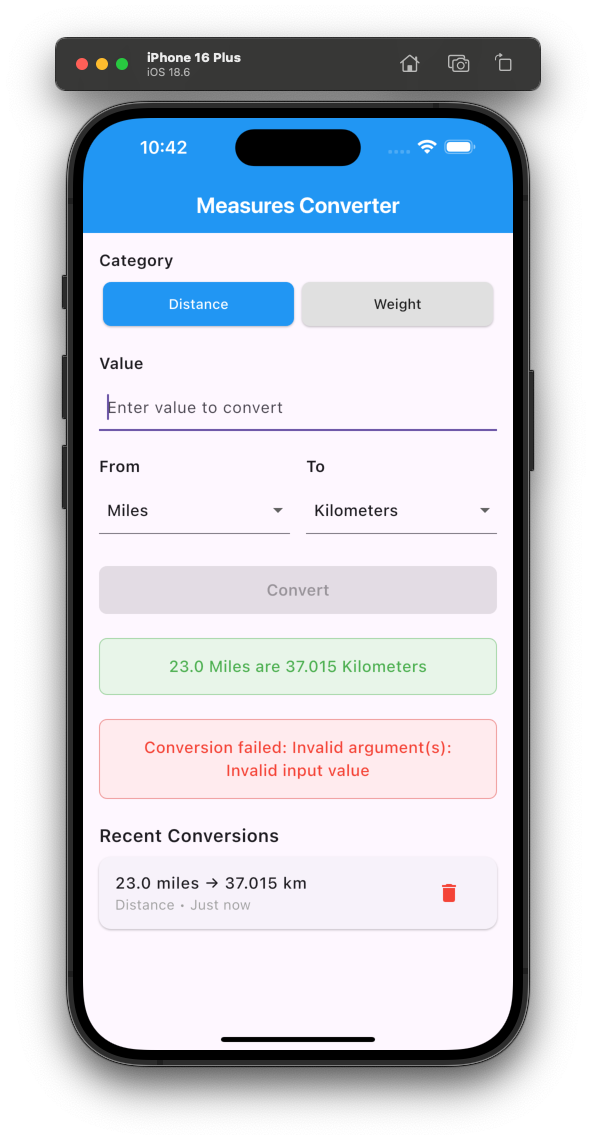 iPhone 16 Plus
iOS 18.6
10:42
Measures Converter
Category
Distance Weight
Value
Enter value to convert
From To
Miles Kilometers
Convert
23.0 Miles are 37.015 Kilometers
Conversion failed: Invalid argument(s):
Invalid input value
Recent Conversions
23.0 miles → 37.015 km
Distance • Just now